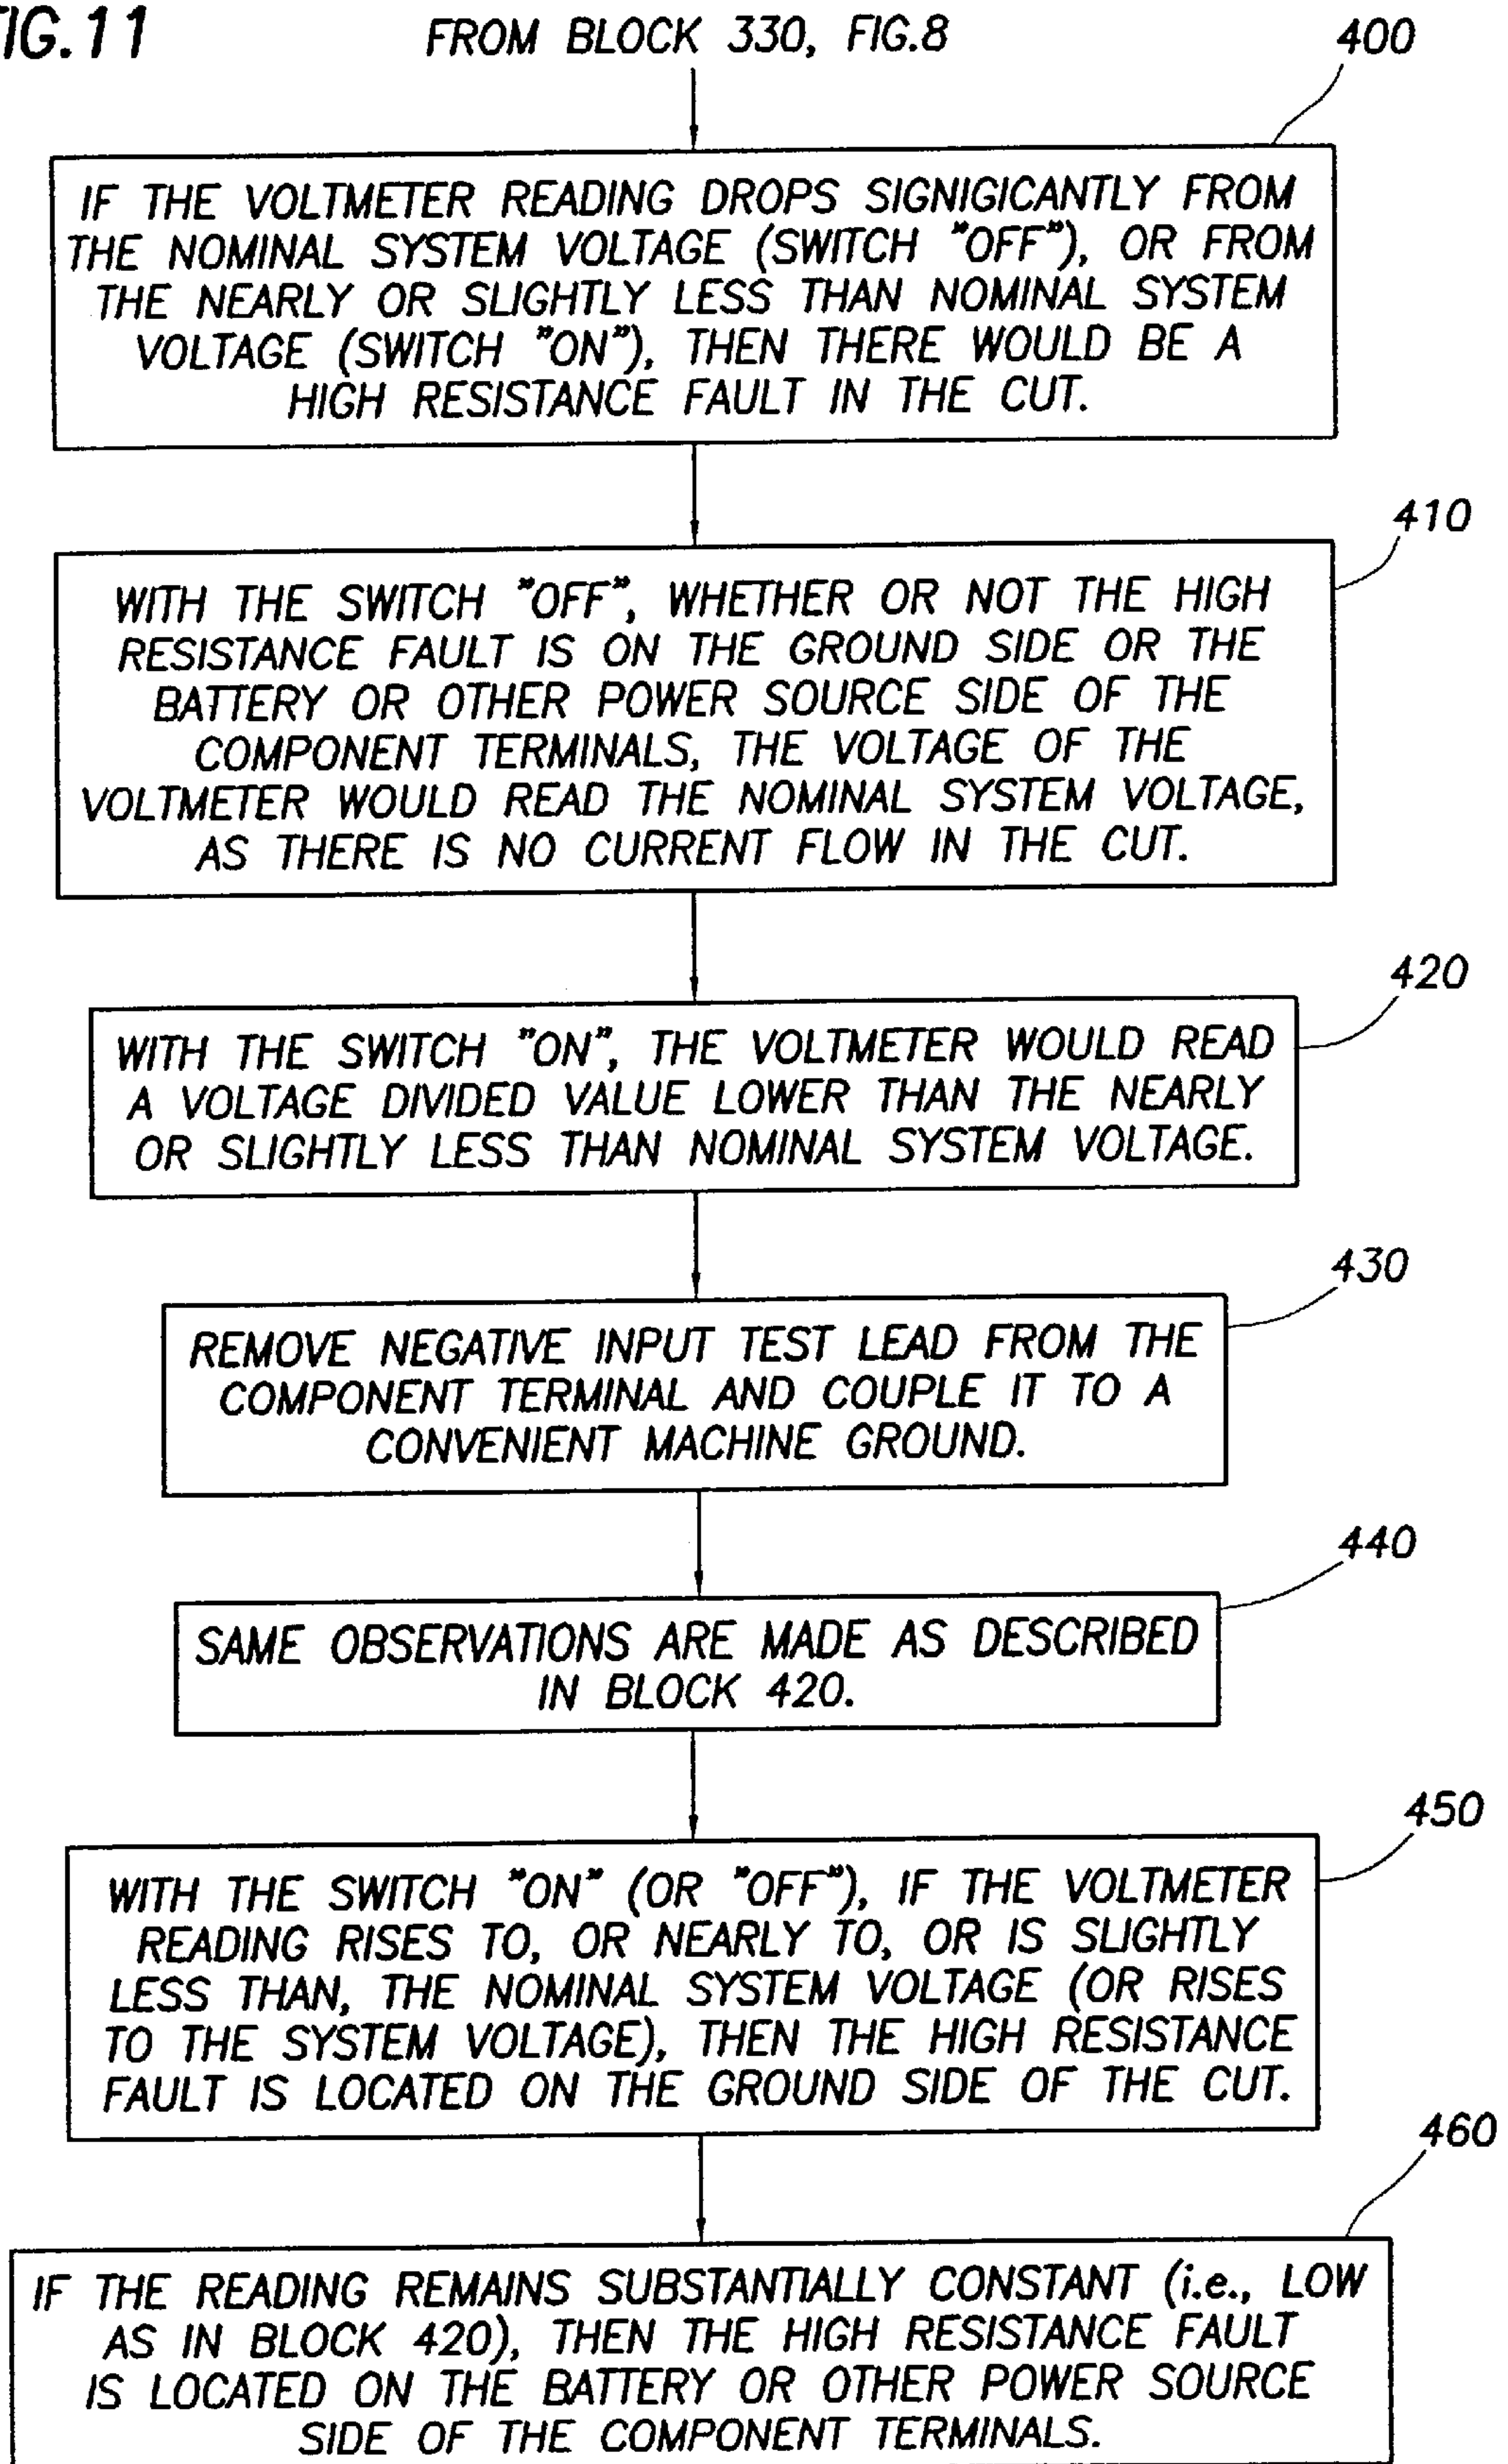 FIG.11
FROM BLOCK 330, FIG.8
400
IF THE VOLTMETER READING DROPS SIGNIGICANTLY FROM
THE NOMINAL SYSTEM VOLTAGE (SWITCH "OFF"), OR FROM
THE NEARLY OR SLIGHTLY LESS THAN NOMINAL SYSTEM
VOLTAGE (SWITCH "ON"), THEN THERE WOULD BE A
HIGH RESISTANCE FAULT IN THE CUT.
410
WITH THE SWITCH "OFF", WHETHER OR NOT THE HIGH
RESISTANCE FAULT IS ON THE GROUND SIDE OR THE
BATTERY OR OTHER POWER SOURCE SIDE OF THE
COMPONENT TERMINALS, THE VOLTAGE OF THE
VOLTMETER WOULD READ THE NOMINAL SYSTEM VOLTAGE,
AS THERE IS NO CURRENT FLOW IN THE CUT.
420
WITH THE SWITCH "ON", THE VOLTMETER WOULD READ
A VOLTAGE DIVIDED VALUE LOWER THAN THE NEARLY
OR SLIGHTLY LESS THAN NOMINAL SYSTEM VOLTAGE.
430
REMOVE NEGATIVE INPUT TEST LEAD FROM THE
COMPONENT TERMINAL AND COUPLE IT TO A
CONVENIENT MACHINE GROUND.
440
SAME OBSERVATIONS ARE MADE AS DESCRIBED
IN BLOCK 420.
450
WITH THE SWITCH "ON" (OR "OFF"), IF THE VOLTMETER
READING RISES TO, OR NEARLY TO, OR IS SLIGHTLY
LESS THAN, THE NOMINAL SYSTEM VOLTAGE (OR RISES
TO THE SYSTEM VOLTAGE), THEN THE HIGH RESISTANCE
FAULT IS LOCATED ON THE GROUND SIDE OF THE CUT.
460
IF THE READING REMAINS SUBSTANTIALLY CONSTANT (i.e., LOW
AS IN BLOCK 420), THEN THE HIGH RESISTANCE FAULT
IS LOCATED ON THE BATTERY OR OTHER POWER SOURCE
SIDE OF THE COMPONENT TERMINALS.